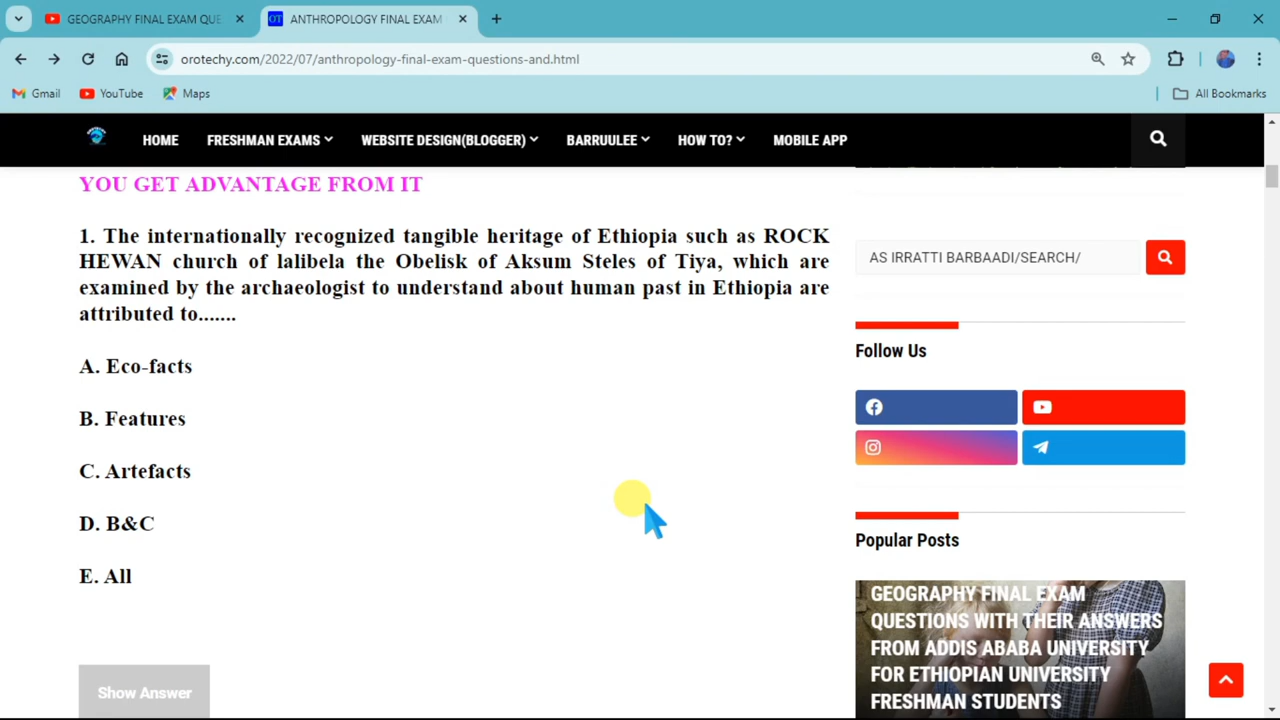 GEOGRAPHY FINAL EXAM QUE
OT
ANTHROPOLOGY FINAL EXAM
orotechy.com/2022/07/anthropology-final-exam-questions-and.html
Gmail
YouTube
Maps
All Bookmarks
HOME
FRESHMAN EXAMS
WEBSITE DESIGN(BLOGGER)
BARRUULEE
HOW TO?
MOBILE APP
YOU GET ADVANTAGE FROM IT
1. The internationally recognized tangible heritage of Ethiopia such as ROCK
HEWAN church of lalibela the Obelisk of Aksum Steles of Tiya, which are
examined by the archaeologist to understand about human past in Ethiopia are
attributed to.......
A. Eco-facts
B. Features
C. Artefacts
D. B&C
E. All
Show Answer
AS IRRATTI BARBAADI/SEARCH/
Follow Us
Popular Posts
GEOGRAPHY FINAL EXAM
QUESTIONS WITH THEIR ANSWERS
FROM ADDIS ABABA UNIVERSITY
FOR ETHIOPIAN UNIVERSITY
FRESHMAN STUDENTS